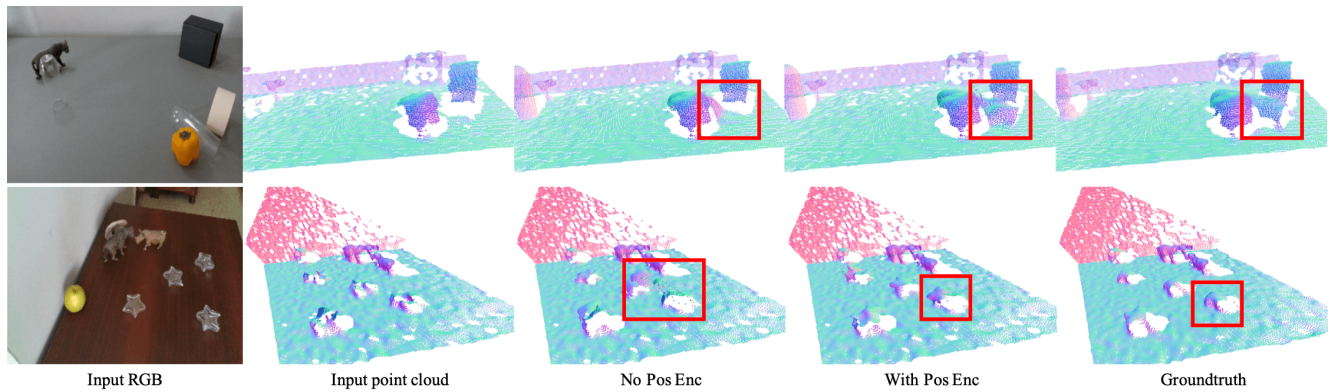 Input RGB
Input point cloud
No Pos Enc
With Pos Enc
Groundtruth